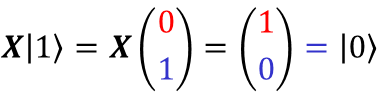 X|1⟩ = X(0 1) = (1 0) = |0⟩